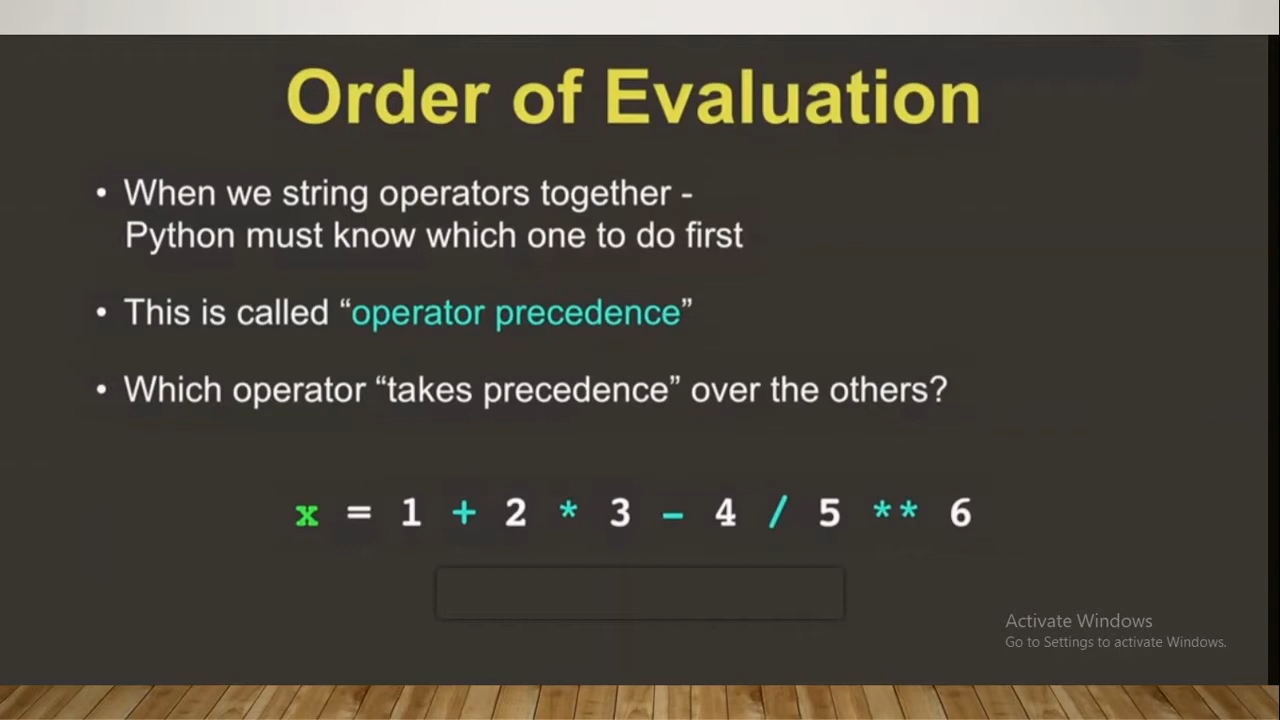 Order of Evaluation
• When we string operators together -
Python must know which one to do first
• This is called “operator precedence”
• Which operator “takes precedence” over the others?
x = 1 + 2 * 3 - 4 / 5 ** 6
Activate Windows
Go to Settings to activate Windows.